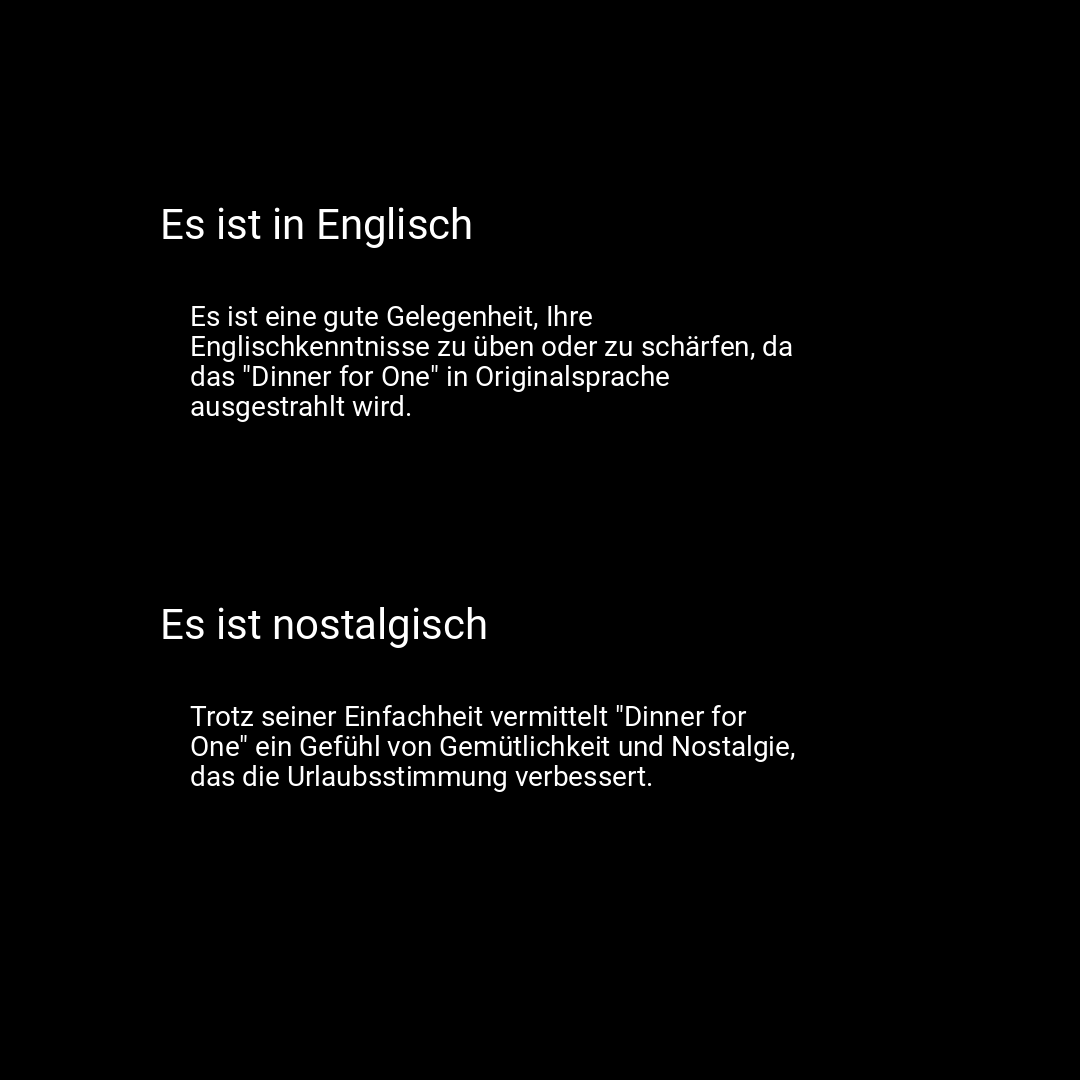 Es ist in Englisch
Es ist eine gute Gelegenheit, Ihre
Englischkenntnisse zu üben oder zu schärfen, da
das "Dinner for One" in Originalsprache
ausgestrahlt wird.
Es ist nostalgisch
Trotz seiner Einfachheit vermittelt "Dinner for
One" ein Gefühl von Gemütlichkeit und Nostalgie,
das die Urlaubsstimmung verbessert.